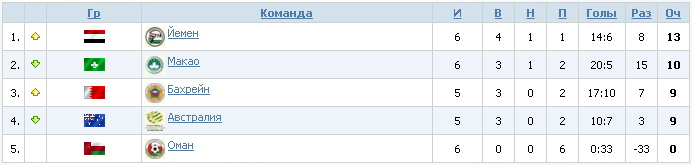 Гр Команда И В Н П Голы Раз Оч
1. Йемен 6 4 1 1 14:6 8 13
2. Макао 6 3 1 2 20:5 15 10
3. Бахрейн 5 3 0 2 17:10 7 9
4. Австралия 5 3 0 2 10:7 3 9
5. Оман 6 0 0 6 0:33 -33 0